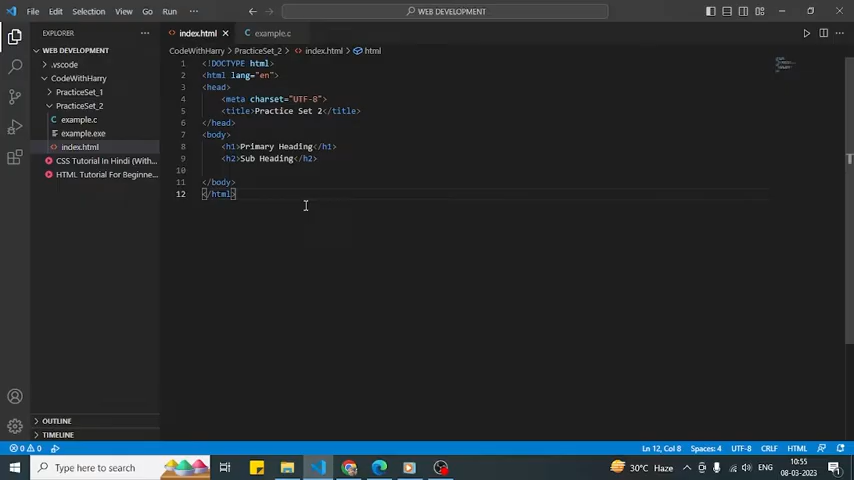 File Edit Selection View Go Run ··· WEB DEVELOPMENT
EXPLORER ···
WEB DEVELOPMENT
.vscode
CodeWithHarry
PracticeSet_1
PracticeSet_2
example.c
example.exe
index.html
CSS Tutorial In Hindi (With...
HTML Tutorial For Beginne...
OUTLINE
TIMELINE
index.html example.c
CodeWithHarry > PracticeSet_2 > index.html > html
1 <!DOCTYPE html>
2 <html lang="en">
3 <head>
4 <meta charset="UTF-8">
5 <title>Practice Set 2</title>
6 </head>
7 <body>
8 <h1>Primary Heading</h1>
9 <h2>Sub Heading</h2>
10
11 </body>
12 </html>
0 0 Ln 12, Col 8 Spaces: 4 UTF-8 CRLF HTML
Type here to search 30°C Haze ENG 10:55
08-03-2023